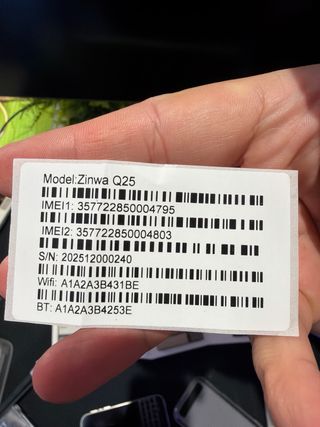 Model:Zinwa Q25
IMEI1: 357722850004795
IMEI2: 357722850004803
S/N: 202512000240
Wifi: A1A2A3B431BE
BT: A1A2A3B4253E